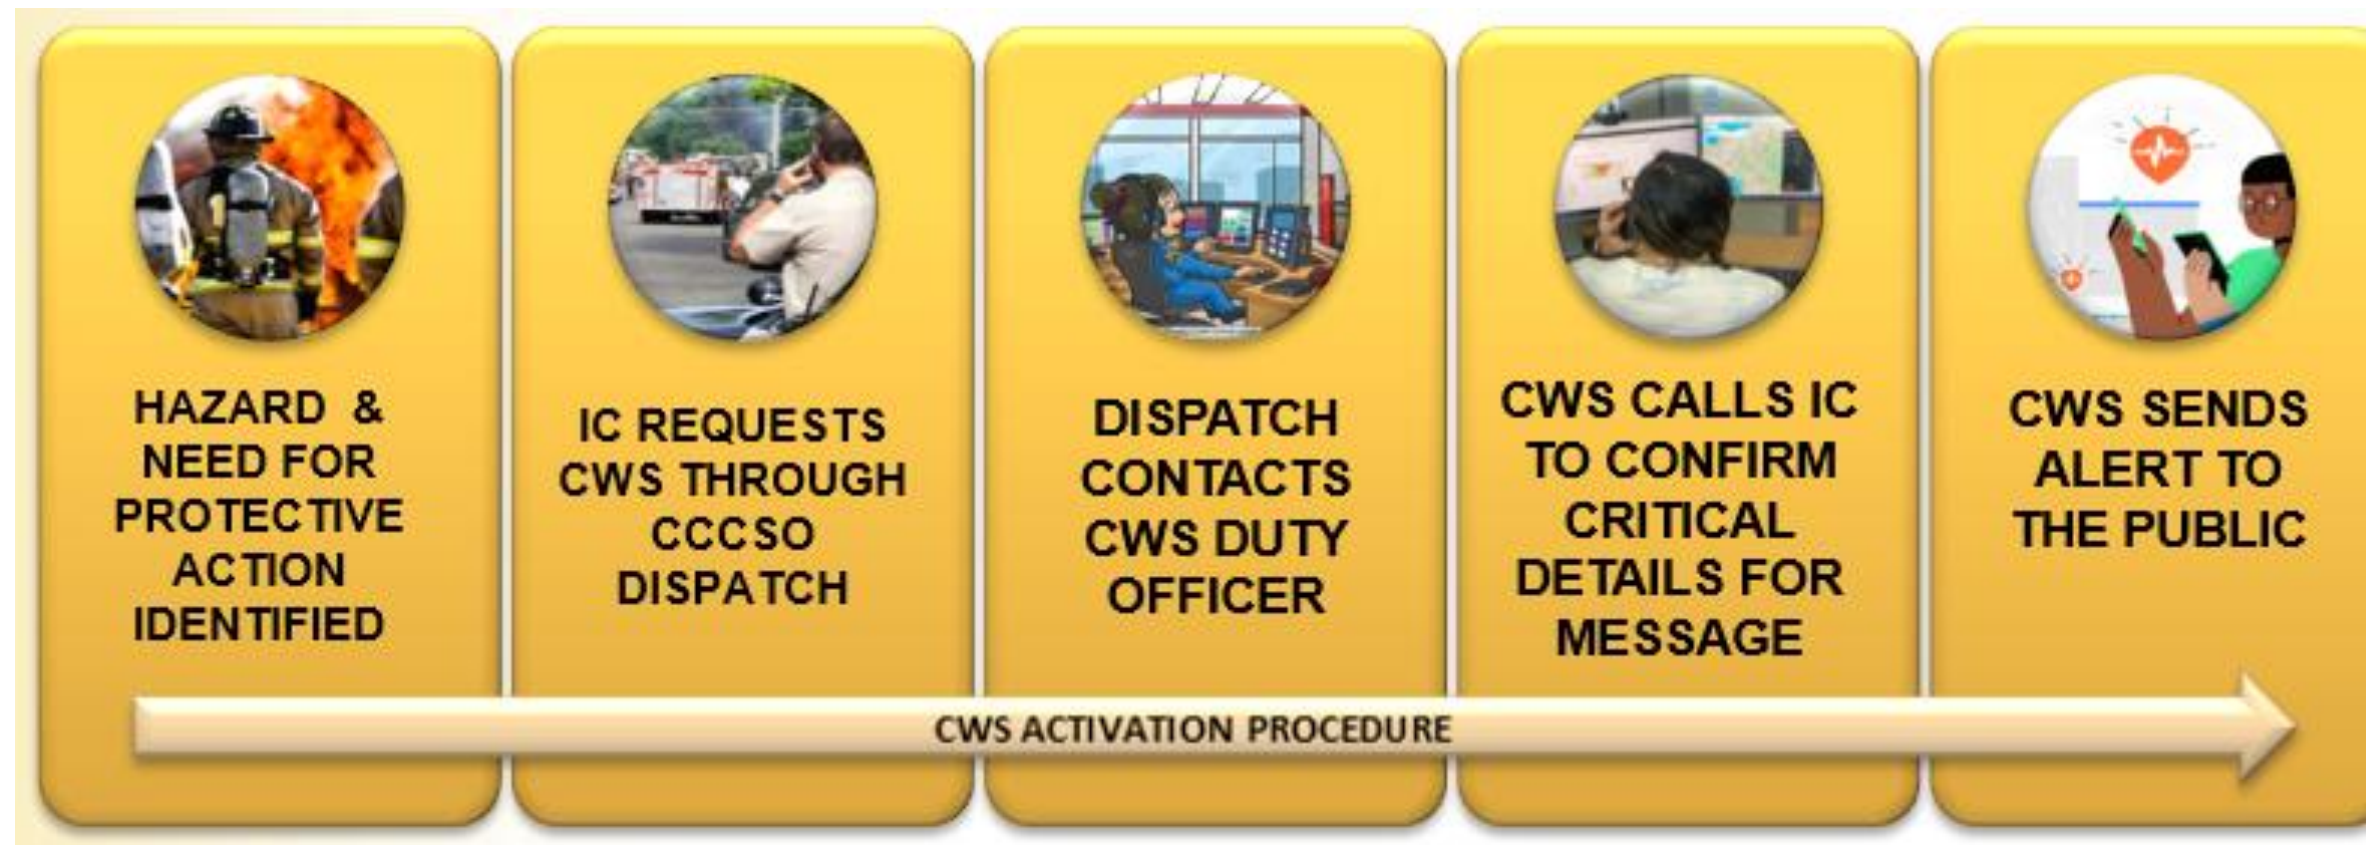 HAZARD &
NEED FOR
PROTECTIVE
ACTION
IDENTIFIED
IC REQUESTS
CWS THROUGH
CCCSO
DISPATCH
DISPATCH
CONTACTS
CWS DUTY
OFFICER
CWS CALLS IC
TO CONFIRM
CRITICAL
DETAILS FOR
MESSAGE
CWS SENDS
ALERT TO
THE PUBLIC
CWS ACTIVATION PROCEDURE